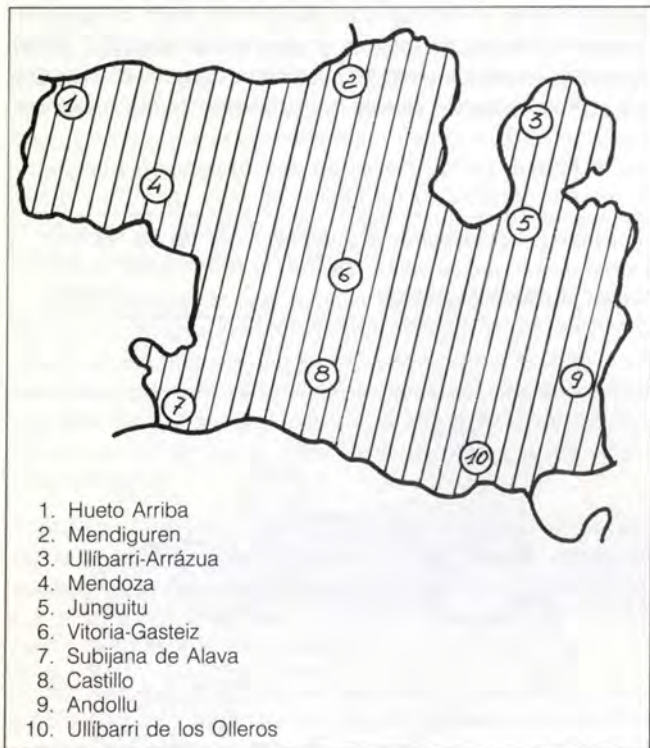 1
2
3
4
5
6
7
8
9
10
1. Hueto Arriba
2. Mendiguren
3. Ullíbarri-Arrázua
4. Mendoza
5. Junguitu
6. Vitoria-Gasteiz
7. Subijana de Alava
8. Castillo
9. Andollu
10. Ullíbarri de los Olleros